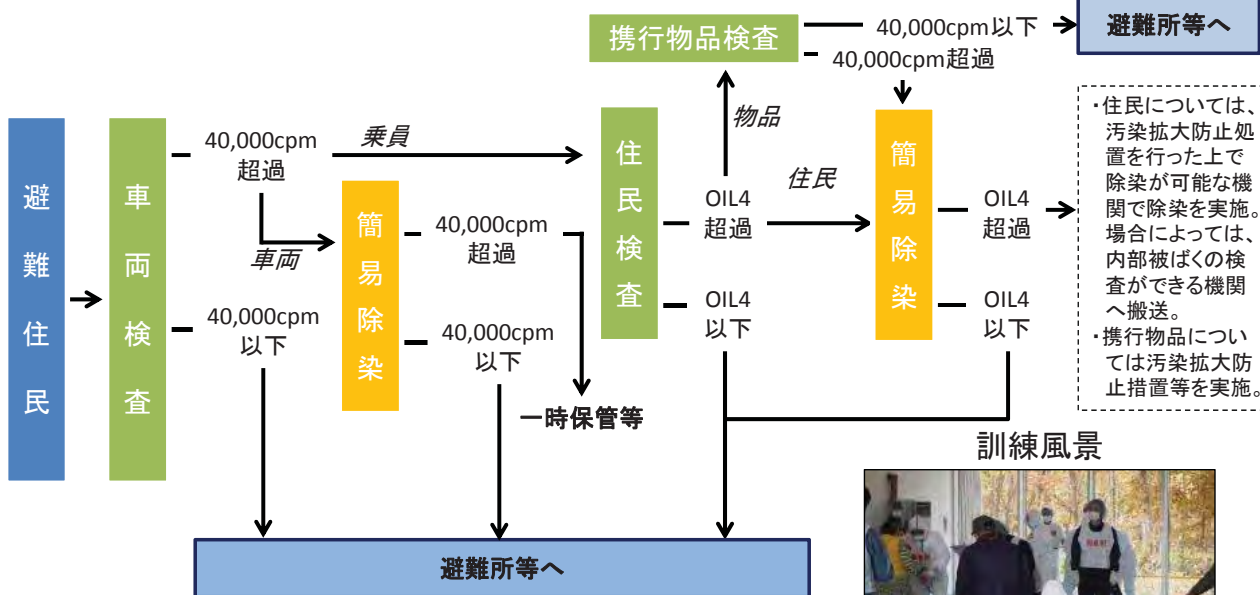 避難住民
車両検査
40,000cpm
超過
乗員
車両
40,000cpm
以下
簡易除染
40,000cpm
超過
40,000cpm
以下
一時保管等
住民検査
物品
携行物品検査
40,000cpm以下
40,000cpm超過
避難所等へ
OIL4
超過
住民
OIL4
以下
簡易除染
OIL4
超過
OIL4
以下
・住民については、
汚染拡大防止処
置を行った上で
除染が可能な機
関で除染を実施。
場合によっては、
内部被ばくの検
査ができる機関
へ搬送。
・携行物品につい
ては汚染拡大防
止措置等を実施。
訓練風景
避難所等へ